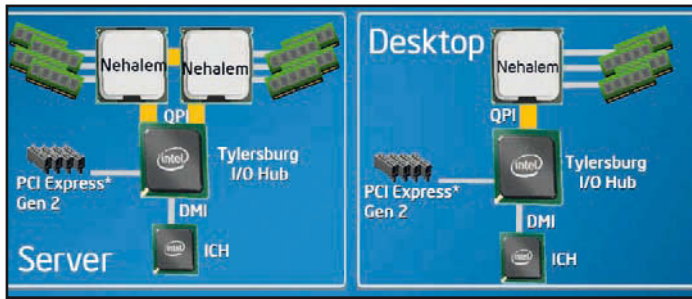 Nehalem
Nehalem
QPI
intel
Tylersburg
I/O Hub
PCI Express*
Gen 2
DMI
intel
ICH
Server
Desktop
Nehalem
QPI
intel
Tylersburg
I/O Hub
PCI Express*
Gen 2
DMI
intel
ICH